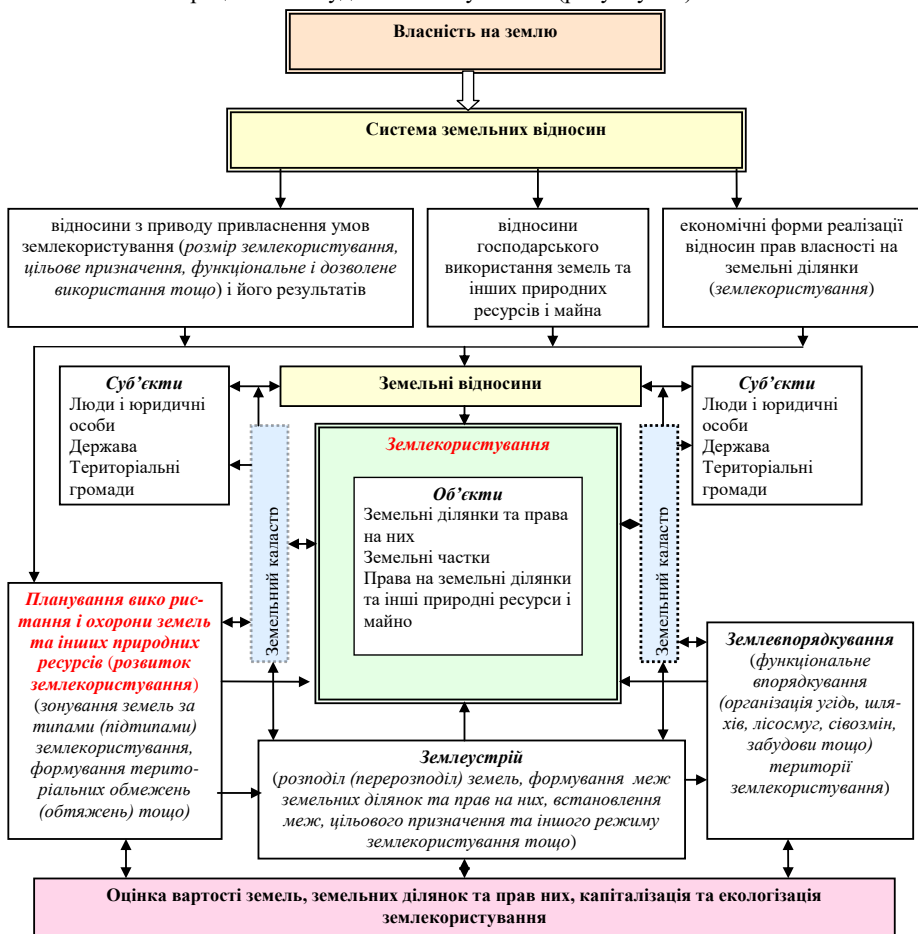 Власність на землю
Система земельних відносин
відносини з приводу привласнення умов
землекористування (розмір землекористування,
цільове призначення, функціональне і дозволене
використання тощо) і його результатів
відносини
господарського
використання земель та
інших природних
ресурсів і майна
економічні форми реалізації
відносин прав власності на
земельні ділянки
(землекористування)
Суб’єкти
Люди і юридичні
особи
Держава
Територіальні
громади
Земельні відносини
Суб’єкти
Люди і юридичні
особи
Держава
Територіальні
громади
Земельний кадастр
Землекористування
Об’єкти
Земельні ділянки та права
на них
Земельні частки
Права на земельні ділянки
та інші природні ресурси і
майно
Земельний кадастр
Планування вико рис-
тання і охорони земель
та інших природних
ресурсів (розвиток
землекористування)
(зонування земель за
типами (підтипами)
землекористування,
формування терито-
ріальних обмежень
(обтяжень) тощо)
Землеустрій
(розподіл (перерозподіл) земель, формування меж
земельних ділянок та прав на них, встановлення
меж, цільового призначення та іншого режиму
землекористування тощо)
Землевпорядкування
(функціональне
впорядкування
(організація угідь, шля-
хів, лісосмуг, сівозмін,
забудови тощо)
території
землекористування)
Оцінка вартості земель, земельних ділянок та прав них, капіталізація та екологізація
землекористування